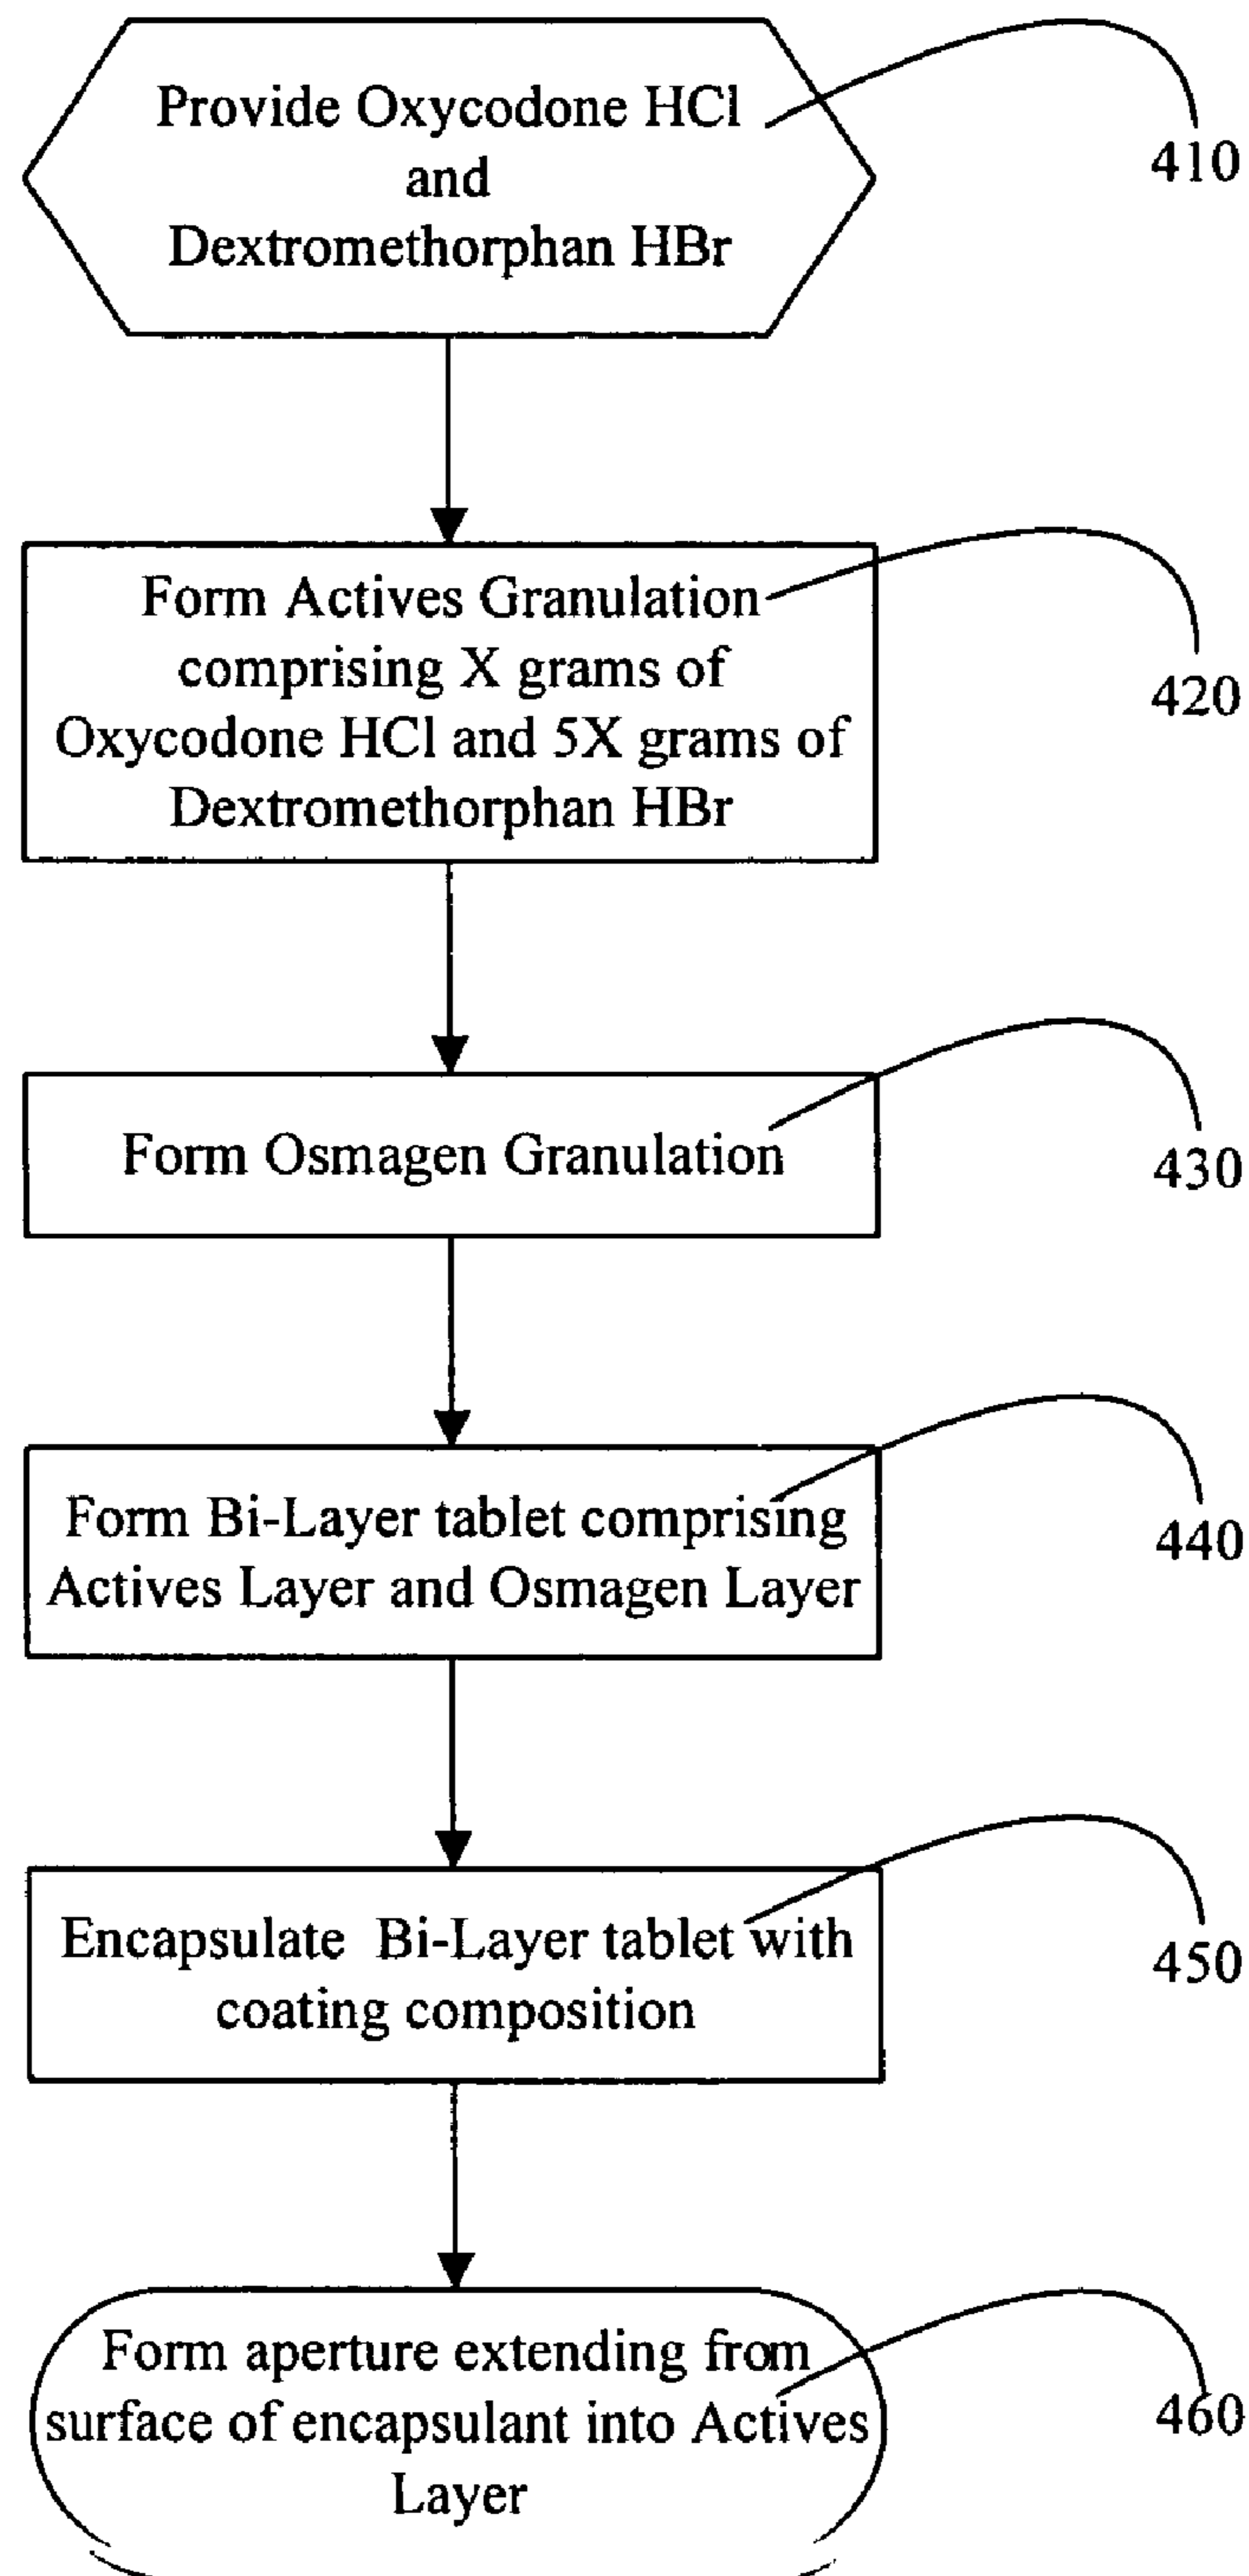 Provide Oxycodone HCl
and
Dextromethorphan HBr
410
Form Actives Granulation
comprising X grams of
Oxycodone HCl and 5X grams of
Dextromethorphan HBr
420
Form Osmagen Granulation
430
Form Bi-Layer tablet comprising
Actives Layer and Osmagen Layer
440
Encapsulate Bi-Layer tablet with
coating composition
450
Form aperture extending from
surface of encapsulant into Actives
Layer
460